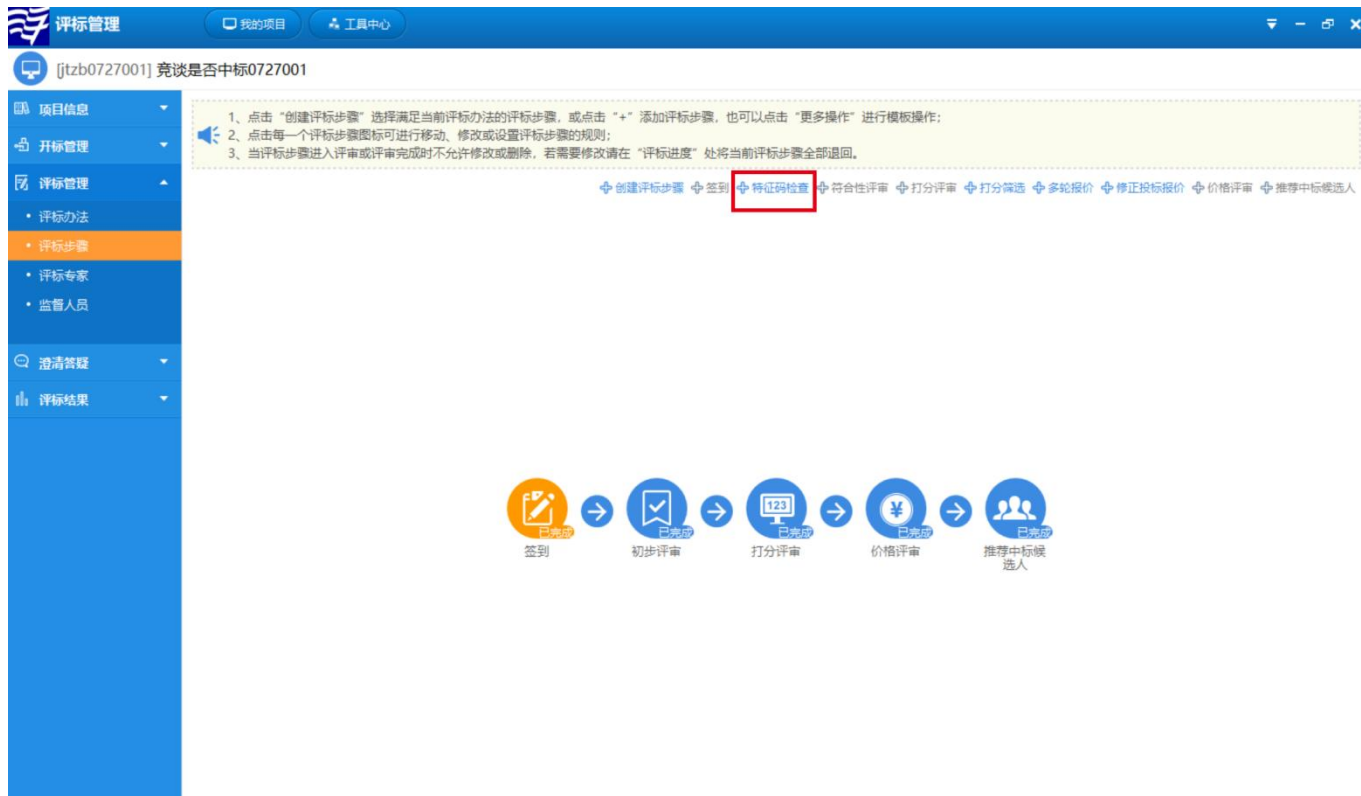 评标管理
我的项目
工具中心
[jtzb0727001] 竞谈是否中标0727001
项目信息
开标管理
评标管理
评标办法
评标步骤
评标专家
监督人员
澄清答疑
评标结果
1、点击“创建评标步骤”选择满足当前评标办法的评标步骤，或点击“+”添加评标步骤，也可以点击“更多操作”进行模板操作;
2、点击每一个评标步骤图标可进行移动、修改或设置评标步骤的规则;
3、当评标步骤进入评审或评审完成时不允许修改或删除，若需要修改请在“评标进度”处将当前评标步骤全部退回。
创建评标步骤 签到 特征码检查 符合性评审 打分评审 打分筛选 多轮报价 修正投标报价 价格评审 推荐中标候选人
已完成 123 已完成 已完成 ¥ 已完成 已完成
签到 初步评审 打分评审 价格评审 推荐中标候
选人